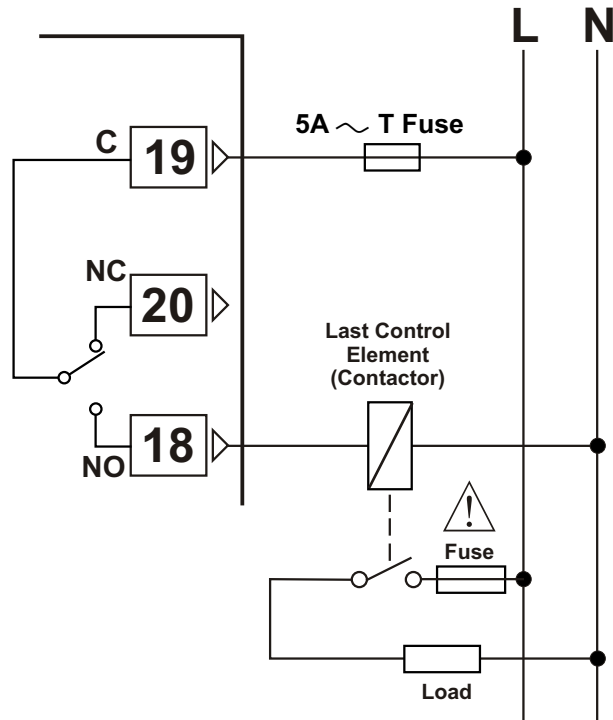 L N
5A ~ T Fuse
C 19
NC 20
Last Control
Element
(Contactor)
NO 18
Fuse
Load